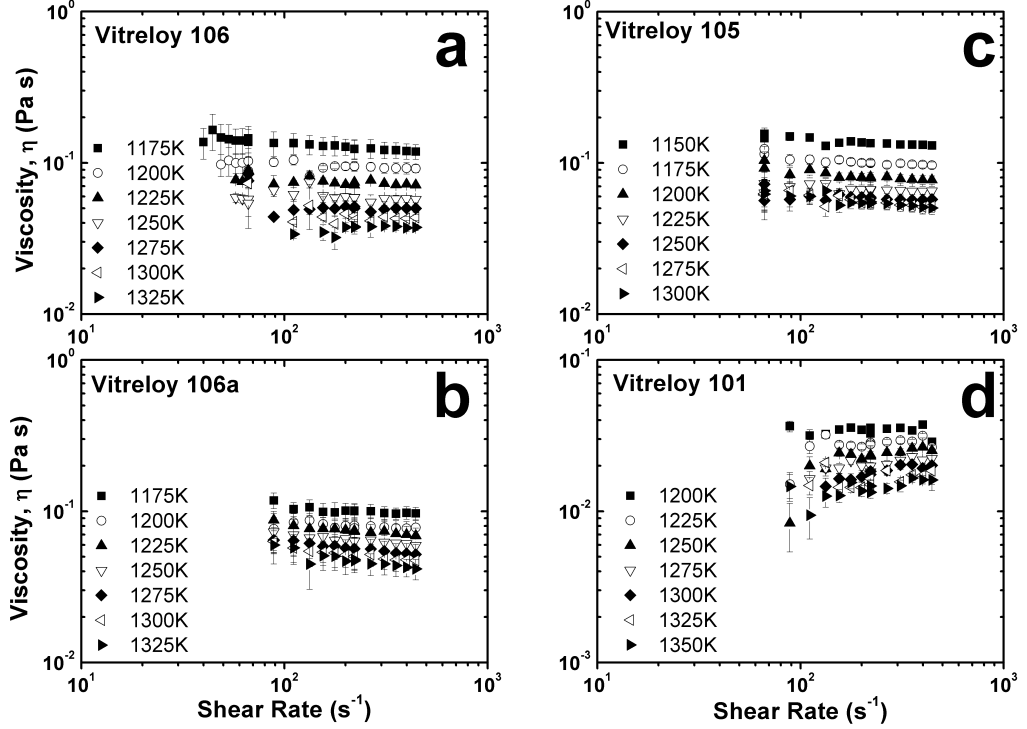 Vitreloy 106
a
Viscosity, η (Pa s)
10⁰
10⁻¹
10⁻²
1175K
1200K
1225K
1250K
1275K
1300K
1325K
10¹
10²
10³
Vitreloy 105
c
10⁰
10⁻¹
10⁻²
1150K
1175K
1200K
1225K
1250K
1275K
1300K
10¹
10²
10³
Vitreloy 106a
b
Viscosity, η (Pa s)
10⁰
10⁻¹
10⁻²
1175K
1200K
1225K
1250K
1275K
1300K
1325K
10¹
10²
10³
Shear Rate (s⁻¹)
Vitreloy 101
d
10⁻¹
10⁻²
10⁻³
1200K
1225K
1250K
1275K
1300K
1325K
1350K
10¹
10²
10³
Shear Rate (s⁻¹)